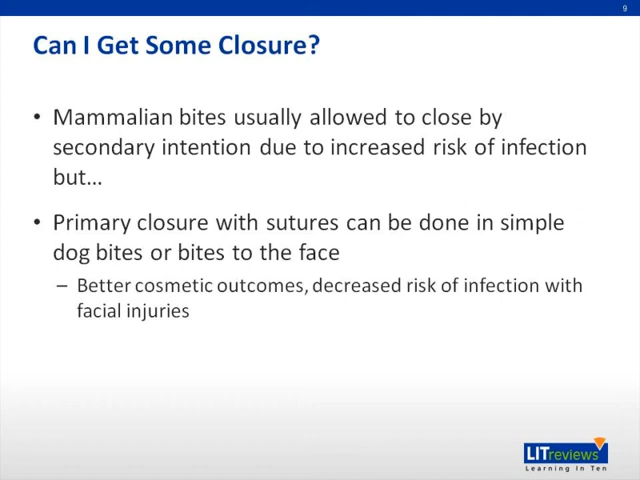 9
Can I Get Some Closure?
• Mammalian bites usually allowed to close by
secondary intention due to increased risk of infection
but...
• Primary closure with sutures can be done in simple
dog bites or bites to the face
– Better cosmetic outcomes, decreased risk of infection with
facial injuries
LITreviews
Learning In Ten